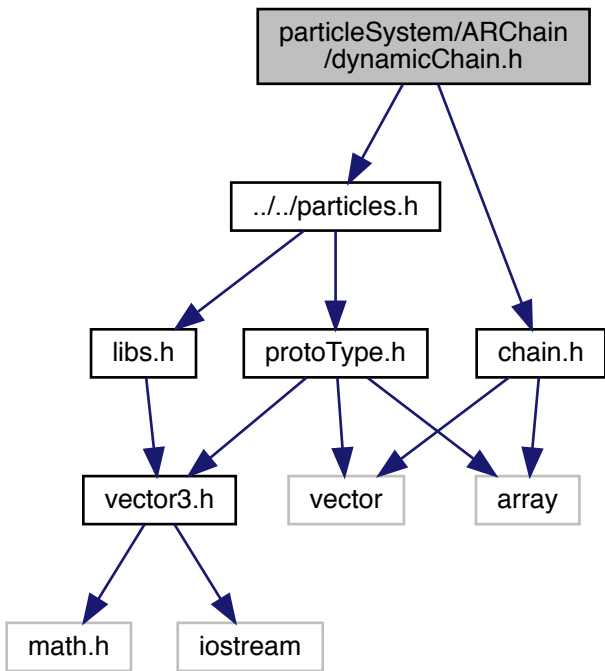 particleSystem/ARChain
/dynamicChain.h
../../particles.h
libs.h
protoType.h
chain.h
vector3.h
vector
array
math.h
iostream